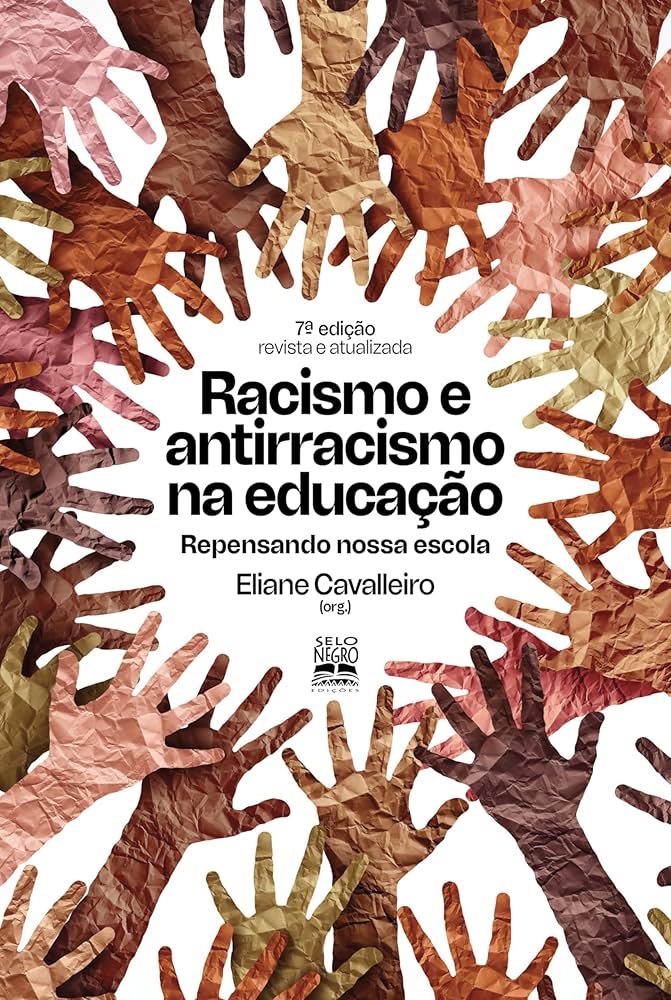 7ª edição
revista e atualizada
Racismo e
antirracismo
na educação
Repensando nossa escola
Eliane Cavalleiro
(org.)
SELO
NEGRO
EDIÇÕES